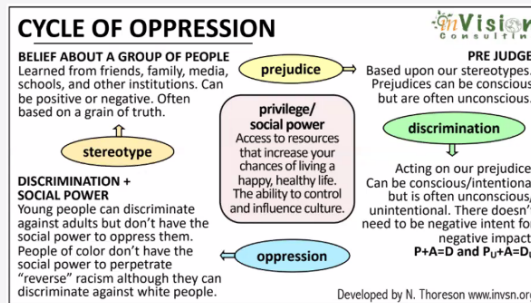 CYCLE OF OPPRESSION
inVision
Consulting
BELIEF ABOUT A GROUP OF PEOPLE
Learned from friends, family, media,
schools, and other institutions. Can
be positive or negative. Often
based on a grain of truth.
prejudice
PRE JUDGE
Based upon our stereotypes.
Prejudices can be conscious
but are often unconscious.
privilege/
social power
Access to resources
that increase your
chances of living a
happy, healthy life.
The ability to control
and influence culture.
discrimination
stereotype
Acting on our prejudice
Can be conscious/intentional
but is often unconscious/
unintentional. There doesn't
need to be negative intent for
negative impact
P+A=D and PU+A=DU
DISCRIMINATION +
SOCIAL POWER
Young people can discriminate
against adults but don't have the
social power to oppress them.
People of color don't have the
social power to perpetrate
"reverse" racism although they can
discriminate against white people.
oppression
Developed by N. Thoreson www.invsn.or